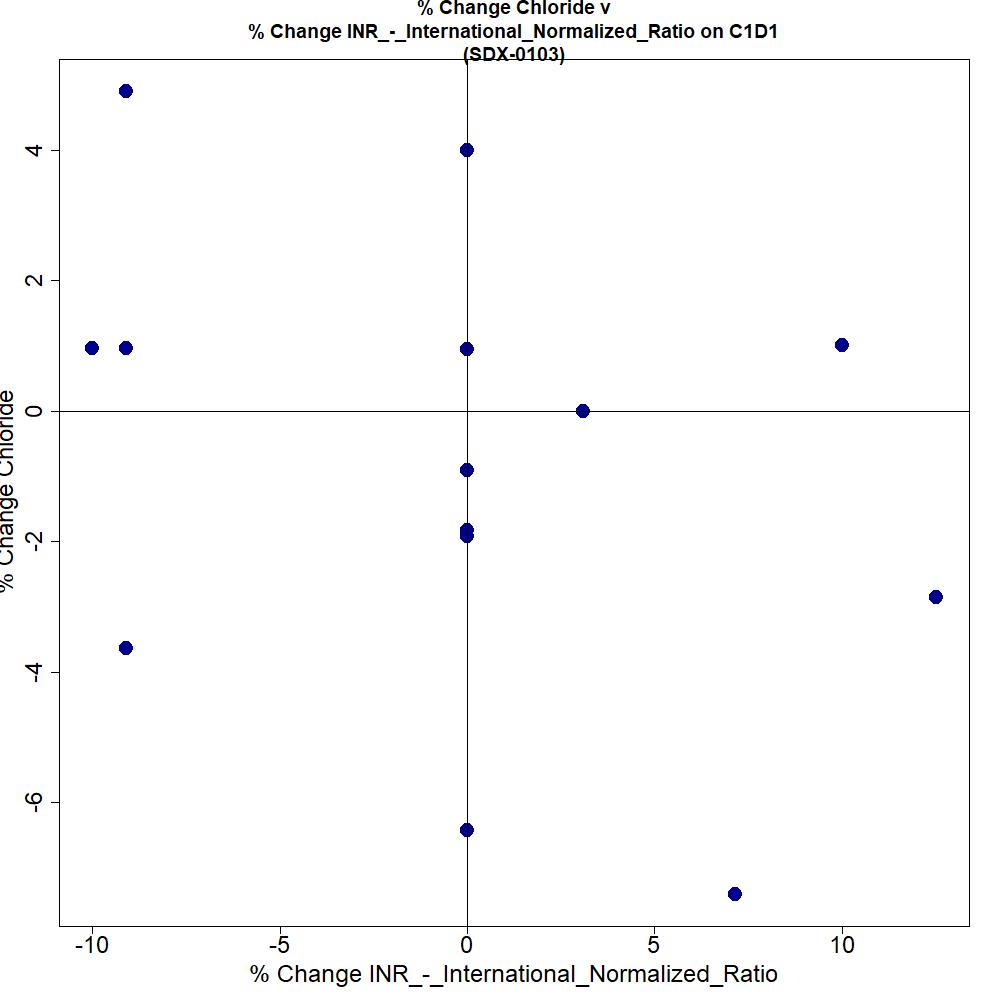 % Change Chloride v
% Change INR_-_International_Normalized_Ratio on C1D1
(SDX-0103)
% Change Chloride
4
2
0
-2
-4
-6
-10
-5
0
5
10
% Change INR_-_International_Normalized_Ratio